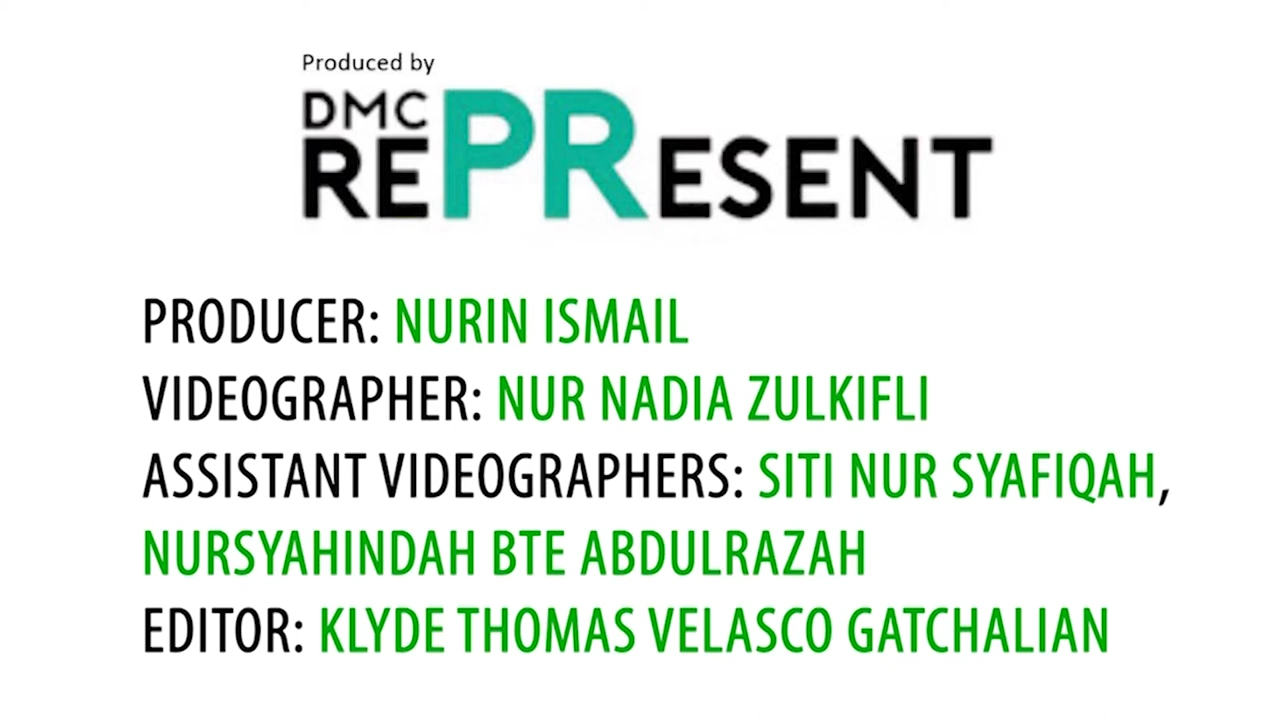 Produced by
DMC
REPRESENT
PRODUCER: NURIN ISMAIL
VIDEOGRAPHER: NUR NADIA ZULKIFLI
ASSISTANT VIDEOGRAPHERS: SITI NUR SYAFIQAH,
NURSYAHINDAH BTE ABDULRAZAH
EDITOR: KLYDE THOMAS VELASCO GATCHALIAN